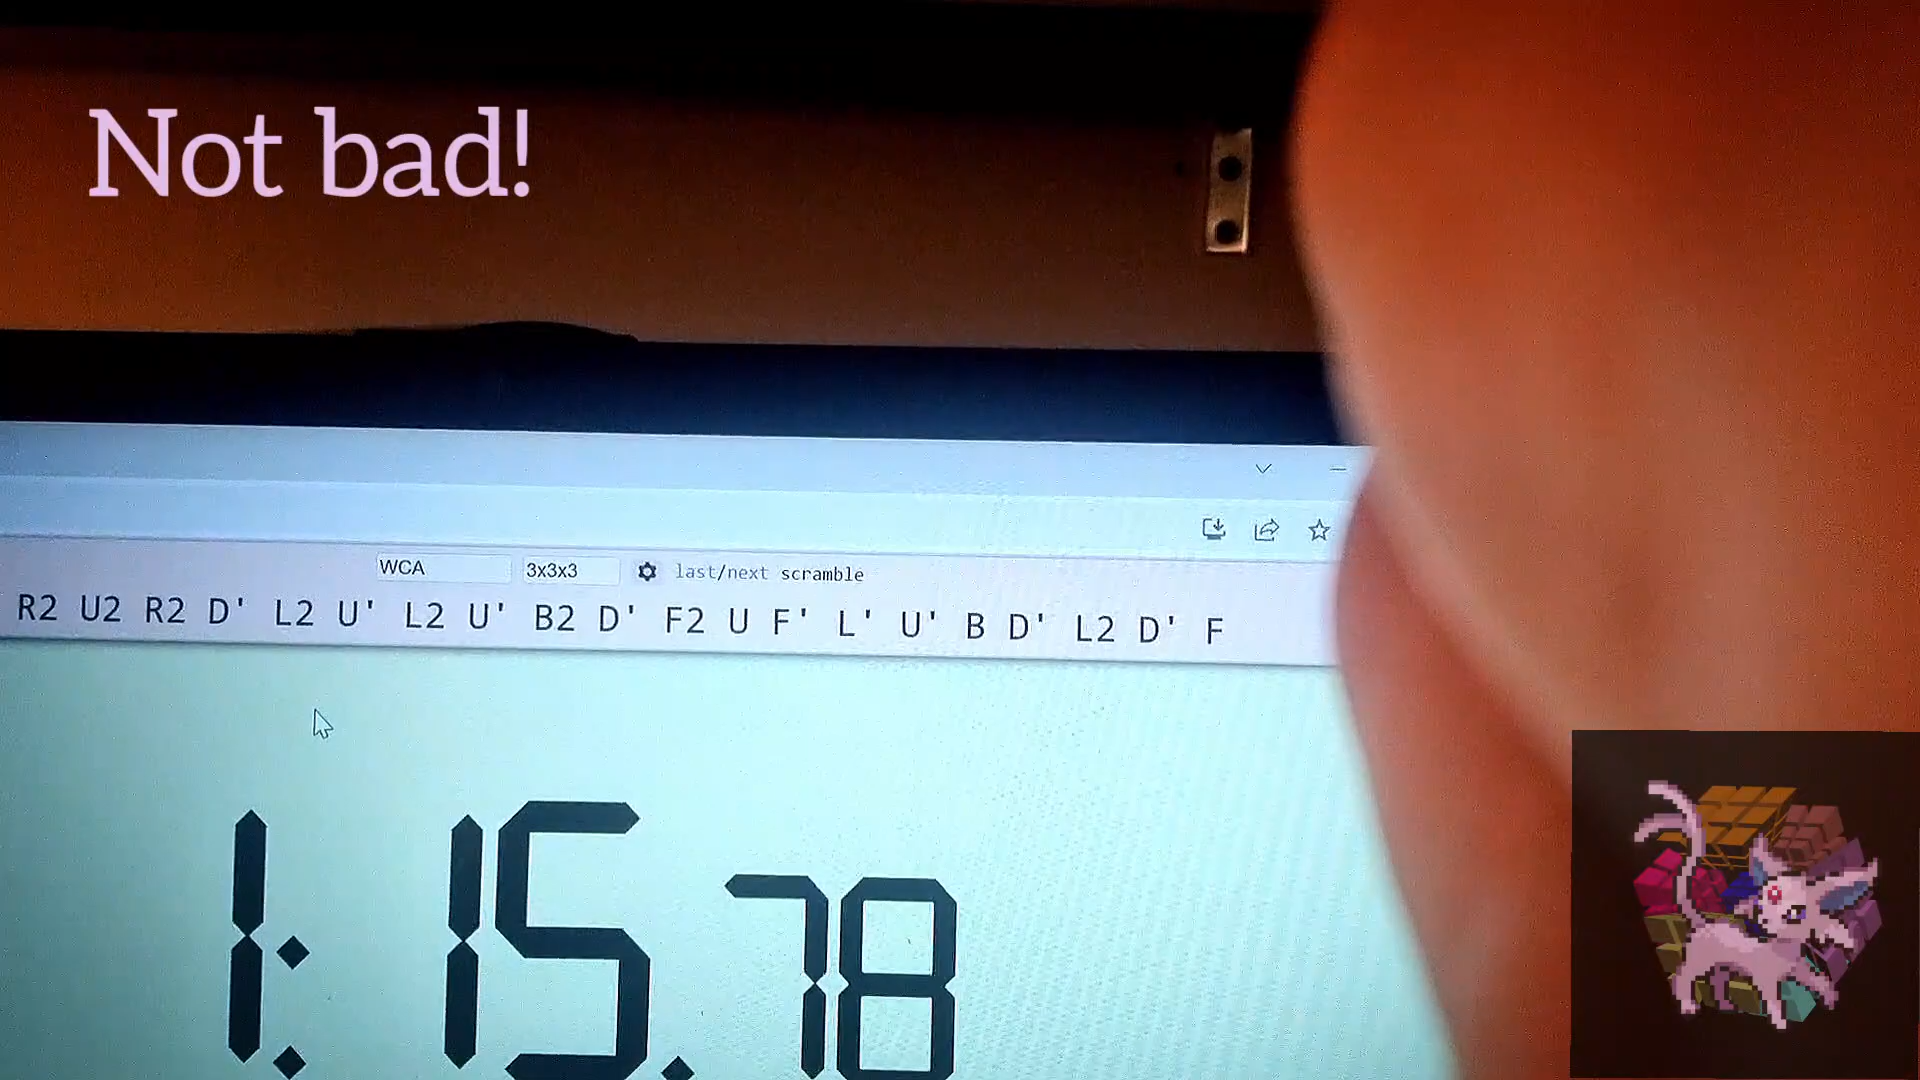 Not bad!
WCA 3x3x3 last/next scramble
R2 U2 R2 D' L2 U' L2 U' B2 D' F2 U F' L' U' B D' L2 D' F
1:15.78